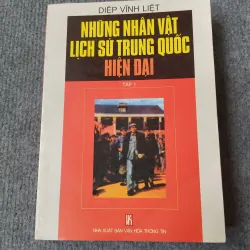 DIỆP VĨNH LIỆT
NHỮNG NHÂN VẬT
LỊCH SỬ TRUNG QUỐC
HIỆN ĐẠI
TẬP 1
NHÀ XUẤT BẢN VĂN HÓA THÔNG TIN